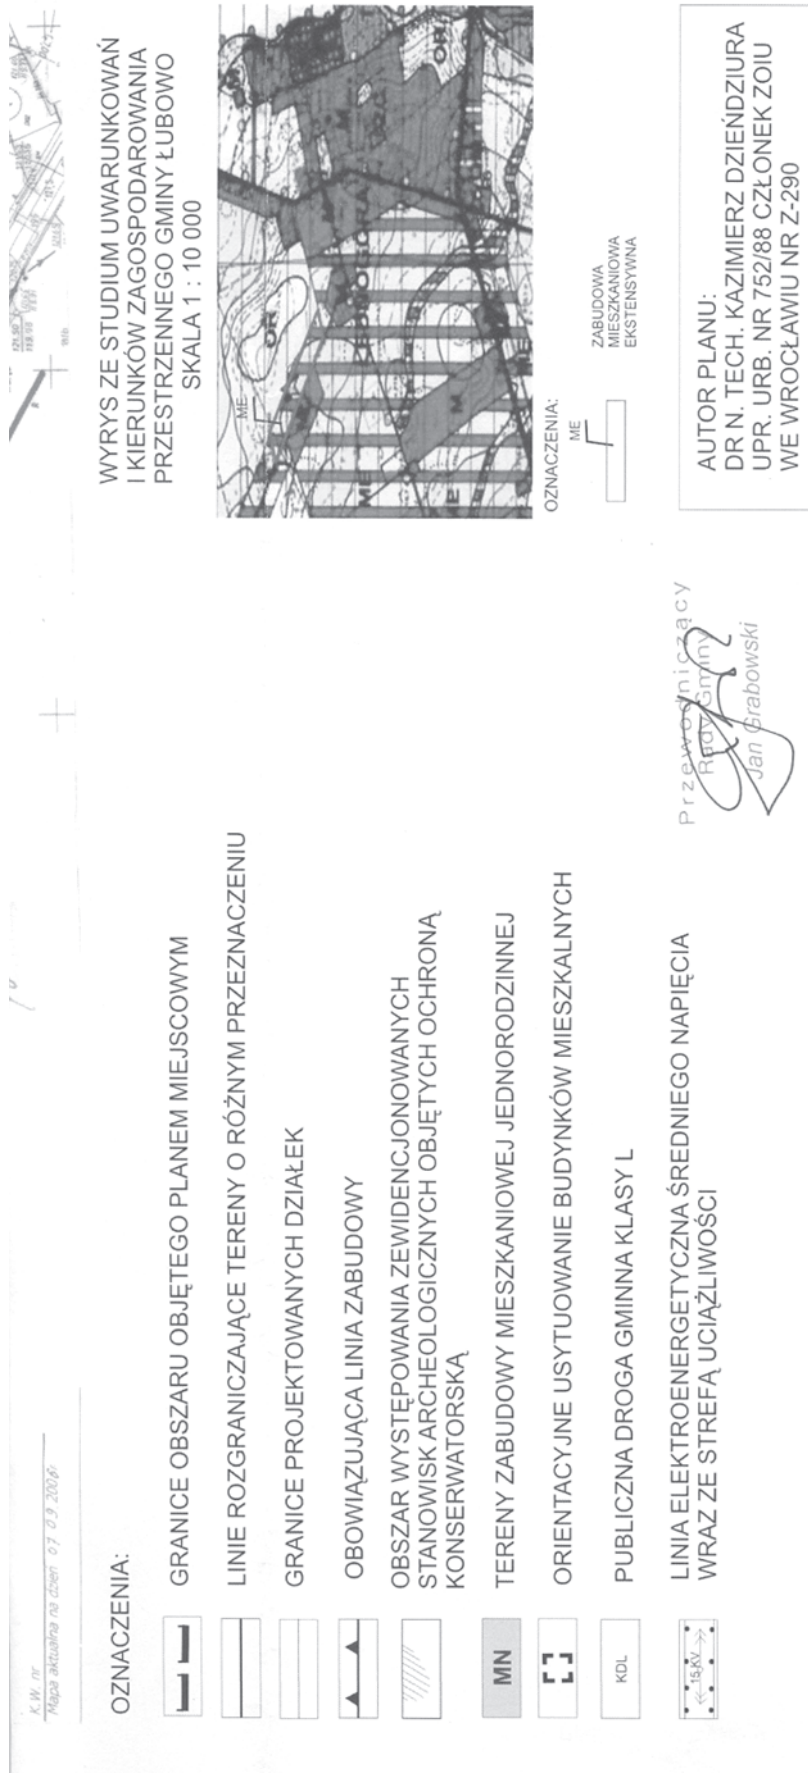 K.W. nr
Mapa aktualna na dzień 07 09 2006r
OZNACZENIA:
GRANICE OBSZARU OBJĘTEGO PLANEM MIEJSCOWYM
LINIE ROZGRANICZAJĄCE TERENY O RÓŻNYM PRZEZNACZENIU
GRANICE PROJEKTOWANYCH DZIAŁEK
OBOWIĄZUJĄCA LINIA ZABUDOWY
OBSZAR WYSTĘPOWANIA ZEWIDENCJONOWANYCH
STANOWISK ARCHEOLOGICZNYCH OBJĘTYCH OCHRONĄ
KONSERWATORSKĄ
MN
TERENY ZABUDOWY MIESZKANIOWEJ JEDNORODZINNEJ
ORIENTACYJNE USYTUOWANIE BUDYNKÓW MIESZKALNYCH
KDL
PUBLICZNA DROGA GMINNA KLASY L
15 KV
LINIA ELEKTROENERGETYCZNA ŚREDNIEGO NAPIĘCIA
WRAZ ZE STREFĄ UCIĄŻLIWOŚCI
Przewodniczący
Rady Gminy
Jan Grabowski
WYRYS ZE STUDIUM UWARUNKOWAŃ
I KIERUNKÓW ZAGOSPODAROWANIA
PRZESTRZENNEGO GMINY ŁUBOWO
SKALA 1 : 10 000
ME
OR
M
OR
M
ME
M
ME
ME
OZNACZENIA:
ME
ZABUDOWA
MIESZKANIOWA
EKSTENSYWNA
AUTOR PLANU:
DR N. TECH. KAZIMIERZ DZIEŃDZIURA
UPR. URB. NR 752/88 CZŁONEK ZOIU
WE WROCŁAWIU NR Z-290